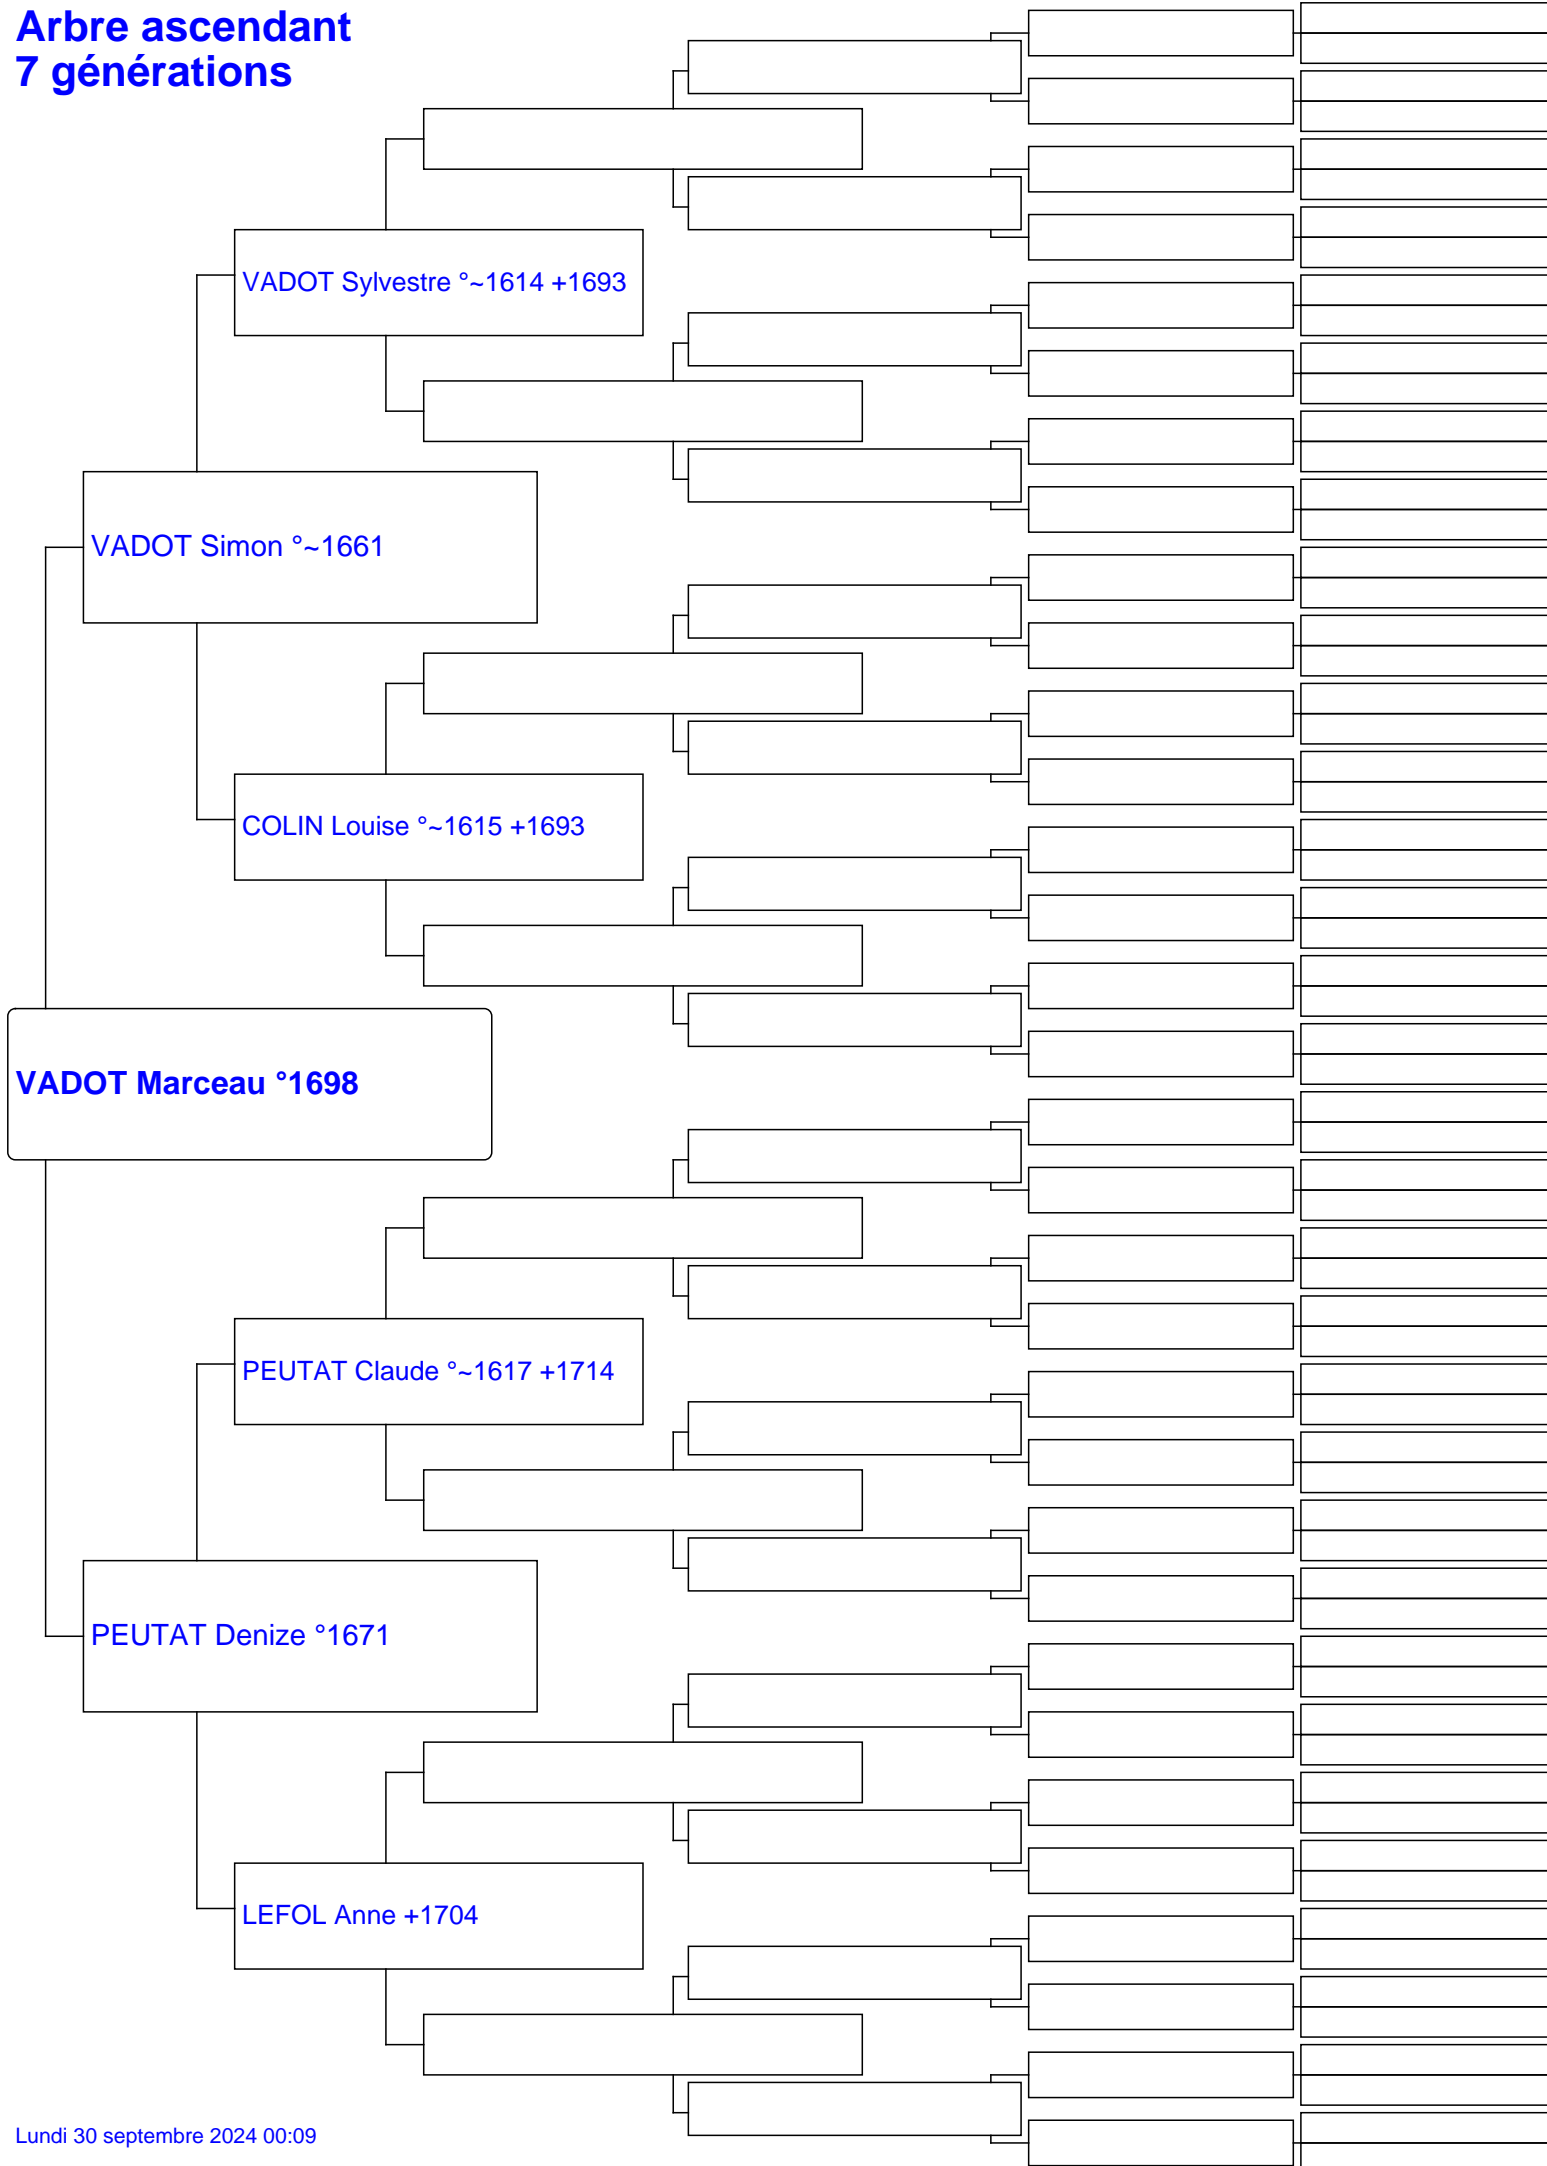 Arbre ascendant
7 générations
VADOT Sylvestre °~1614 +1693
VADOT Simon °~1661
COLIN Louise °~1615 +1693
VADOT Marceau °1698
PEUTAT Claude °~1617 +1714
PEUTAT Denize °1671
LEFOL Anne +1704
Lundi 30 septembre 2024 00:09